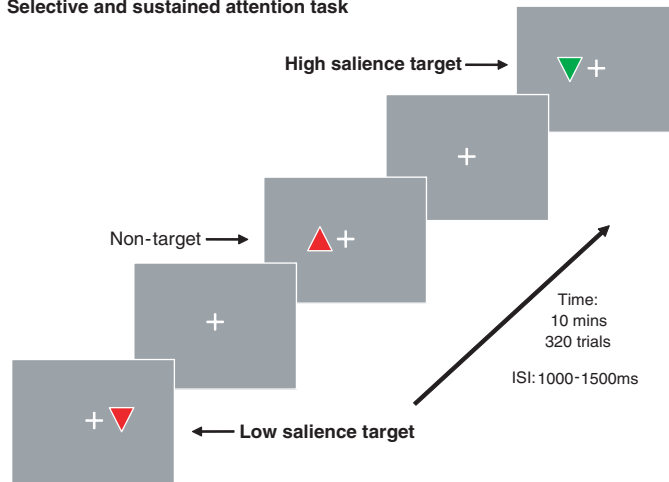 Selective and sustained attention task
High salience target
Non-target
Time:
10 mins
320 trials
ISI: 1000-1500ms
Low salience target